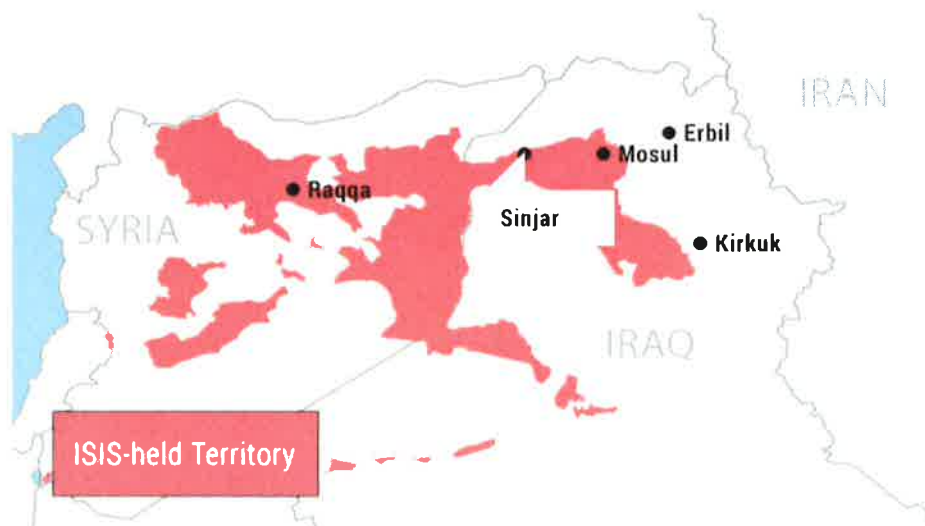 IRAN
Erbil
Mosul
Raqqa
Sinjar
SYRIA
Kirkuk
IRAQ
ISIS-held Territory